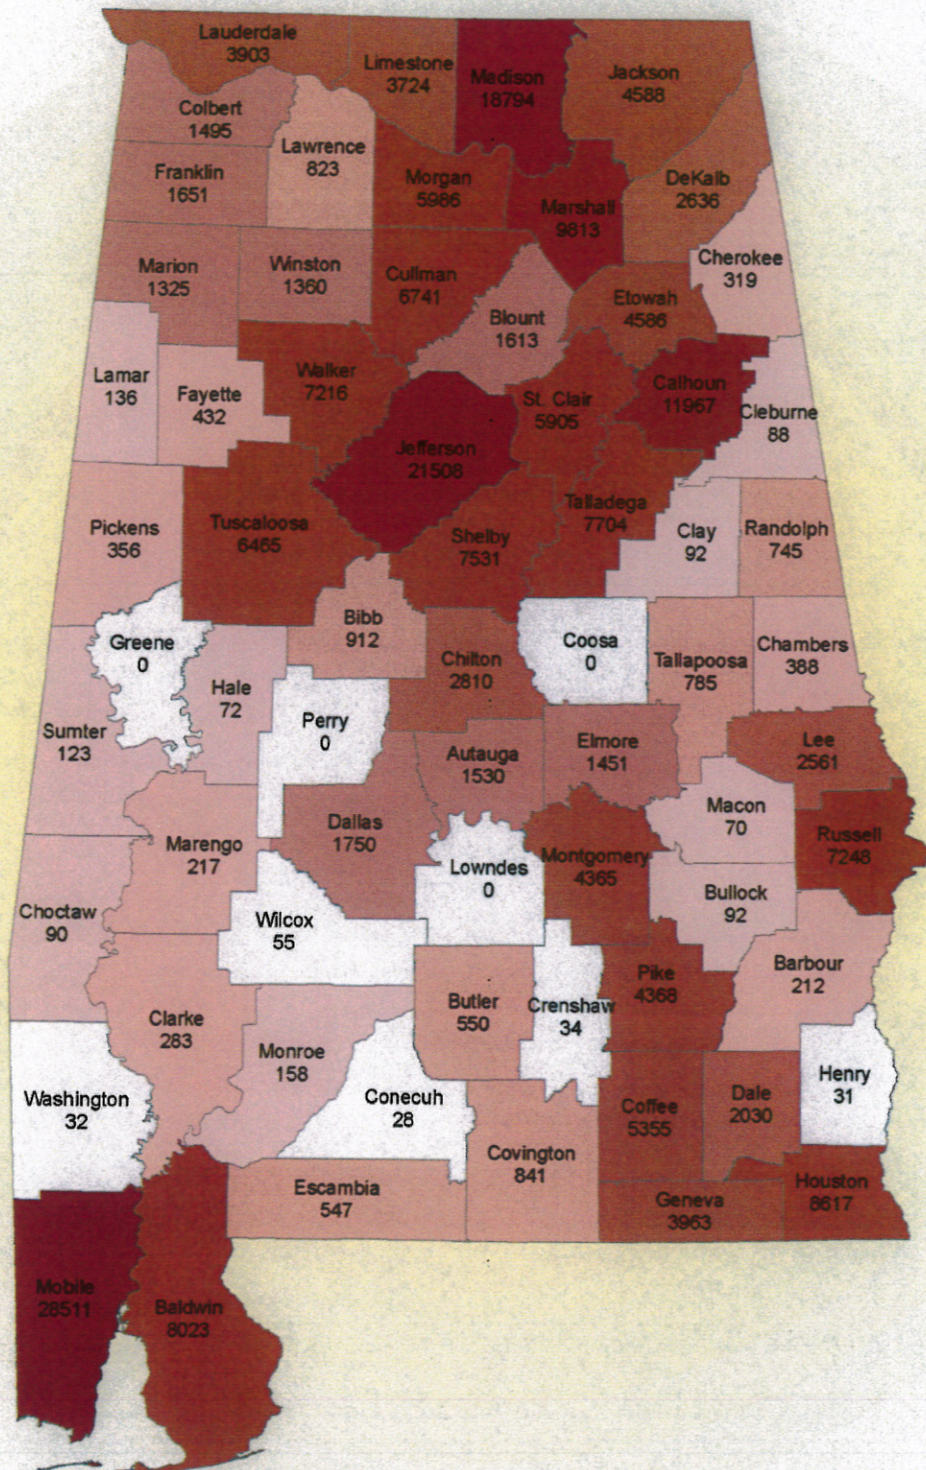 Lauderdale
3903
Limestone
3724
Madison
18794
Jackson
4588
Colbert
1495
Lawrence
823
Franklin
1651
Morgan
5986
Marshall
9813
DeKalb
2636
Cherokee
319
Marion
1325
Winston
1360
Cullman
6741
Blount
1613
Etowah
4586
Lamar
136
Fayette
432
Walker
7216
St. Clair
5905
Calhoun
11967
Cleburne
88
Jefferson
21508
Pickens
356
Tuscaloosa
6465
Shelby
7531
Talladega
7704
Clay
92
Randolph
745
Greene
0
Bibb
912
Coosa
0
Chilton
2810
Tallapoosa
785
Chambers
388
Hale
72
Perry
0
Sumter
123
Autauga
1530
Elmore
1451
Lee
2561
Macon
70
Marengo
217
Dallas
1750
Lowndes
0
Montgomery
4365
Russell
7248
Bullock
92
Choctaw
90
Wilcox
55
Barbour
212
Clarke
283
Butler
550
Crenshaw
34
Pike
4368
Monroe
158
Washington
32
Conecuh
28
Coffee
5355
Dale
2030
Henry
31
Covington
841
Escambia
547
Geneva
3963
Houston
8617
Mobile
28511
Baldwin
8023